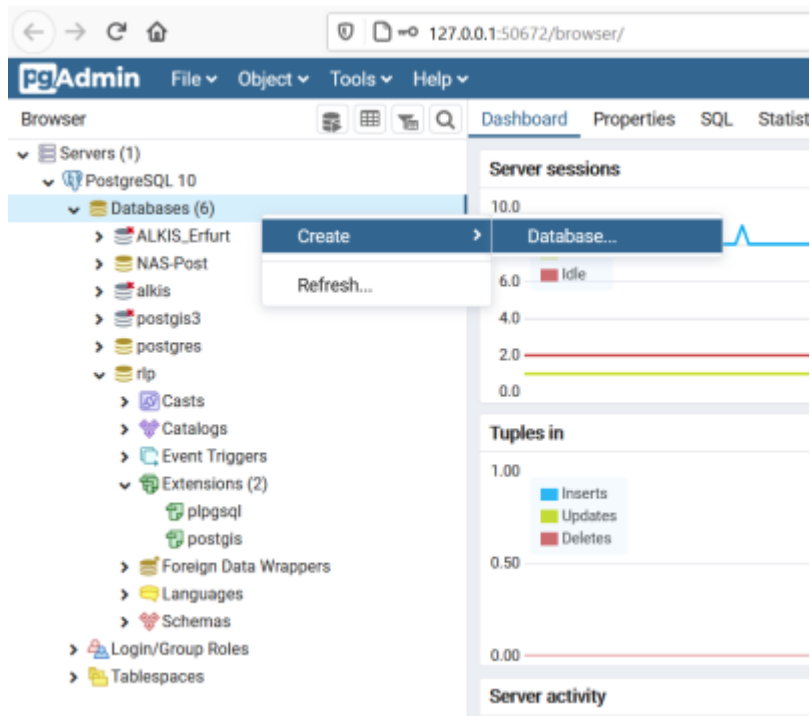 127.0.0.1:50672/browser/
pgAdmin File Object Tools Help
Browser
Dashboard Properties SQL Statist
Servers (1)
PostgreSQL 10
Databases (6)
ALKIS_Erfurt
NAS-Post
alkis
postgis3
postgres
rlp
Casts
Catalogs
Event Triggers
Extensions (2)
plpgsql
postgis
Foreign Data Wrappers
Languages
Schemas
Login/Group Roles
Tablespaces
Create
Refresh...
Database...
Server sessions
10.0
Idle
6.0
4.0
2.0
0.0
Tuples in
1.00
Inserts
Updates
Deletes
0.50
0.00
Server activity